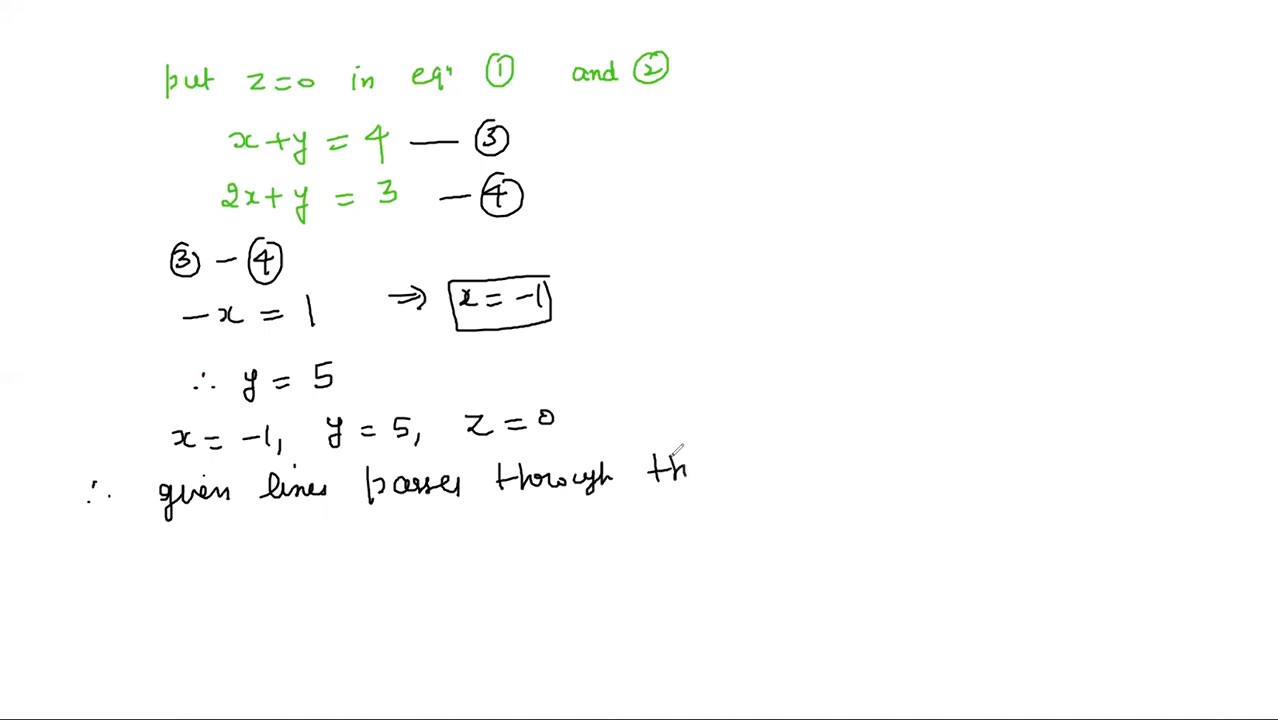 put z=0 in eqn ① and ②
x+y = 4 — ③
2x+y = 3 — ④
③ - ④
-x = 1 ⇒ x = -1
∴ y = 5
x = -1, y = 5, z = 0
∴ given lines passes through th